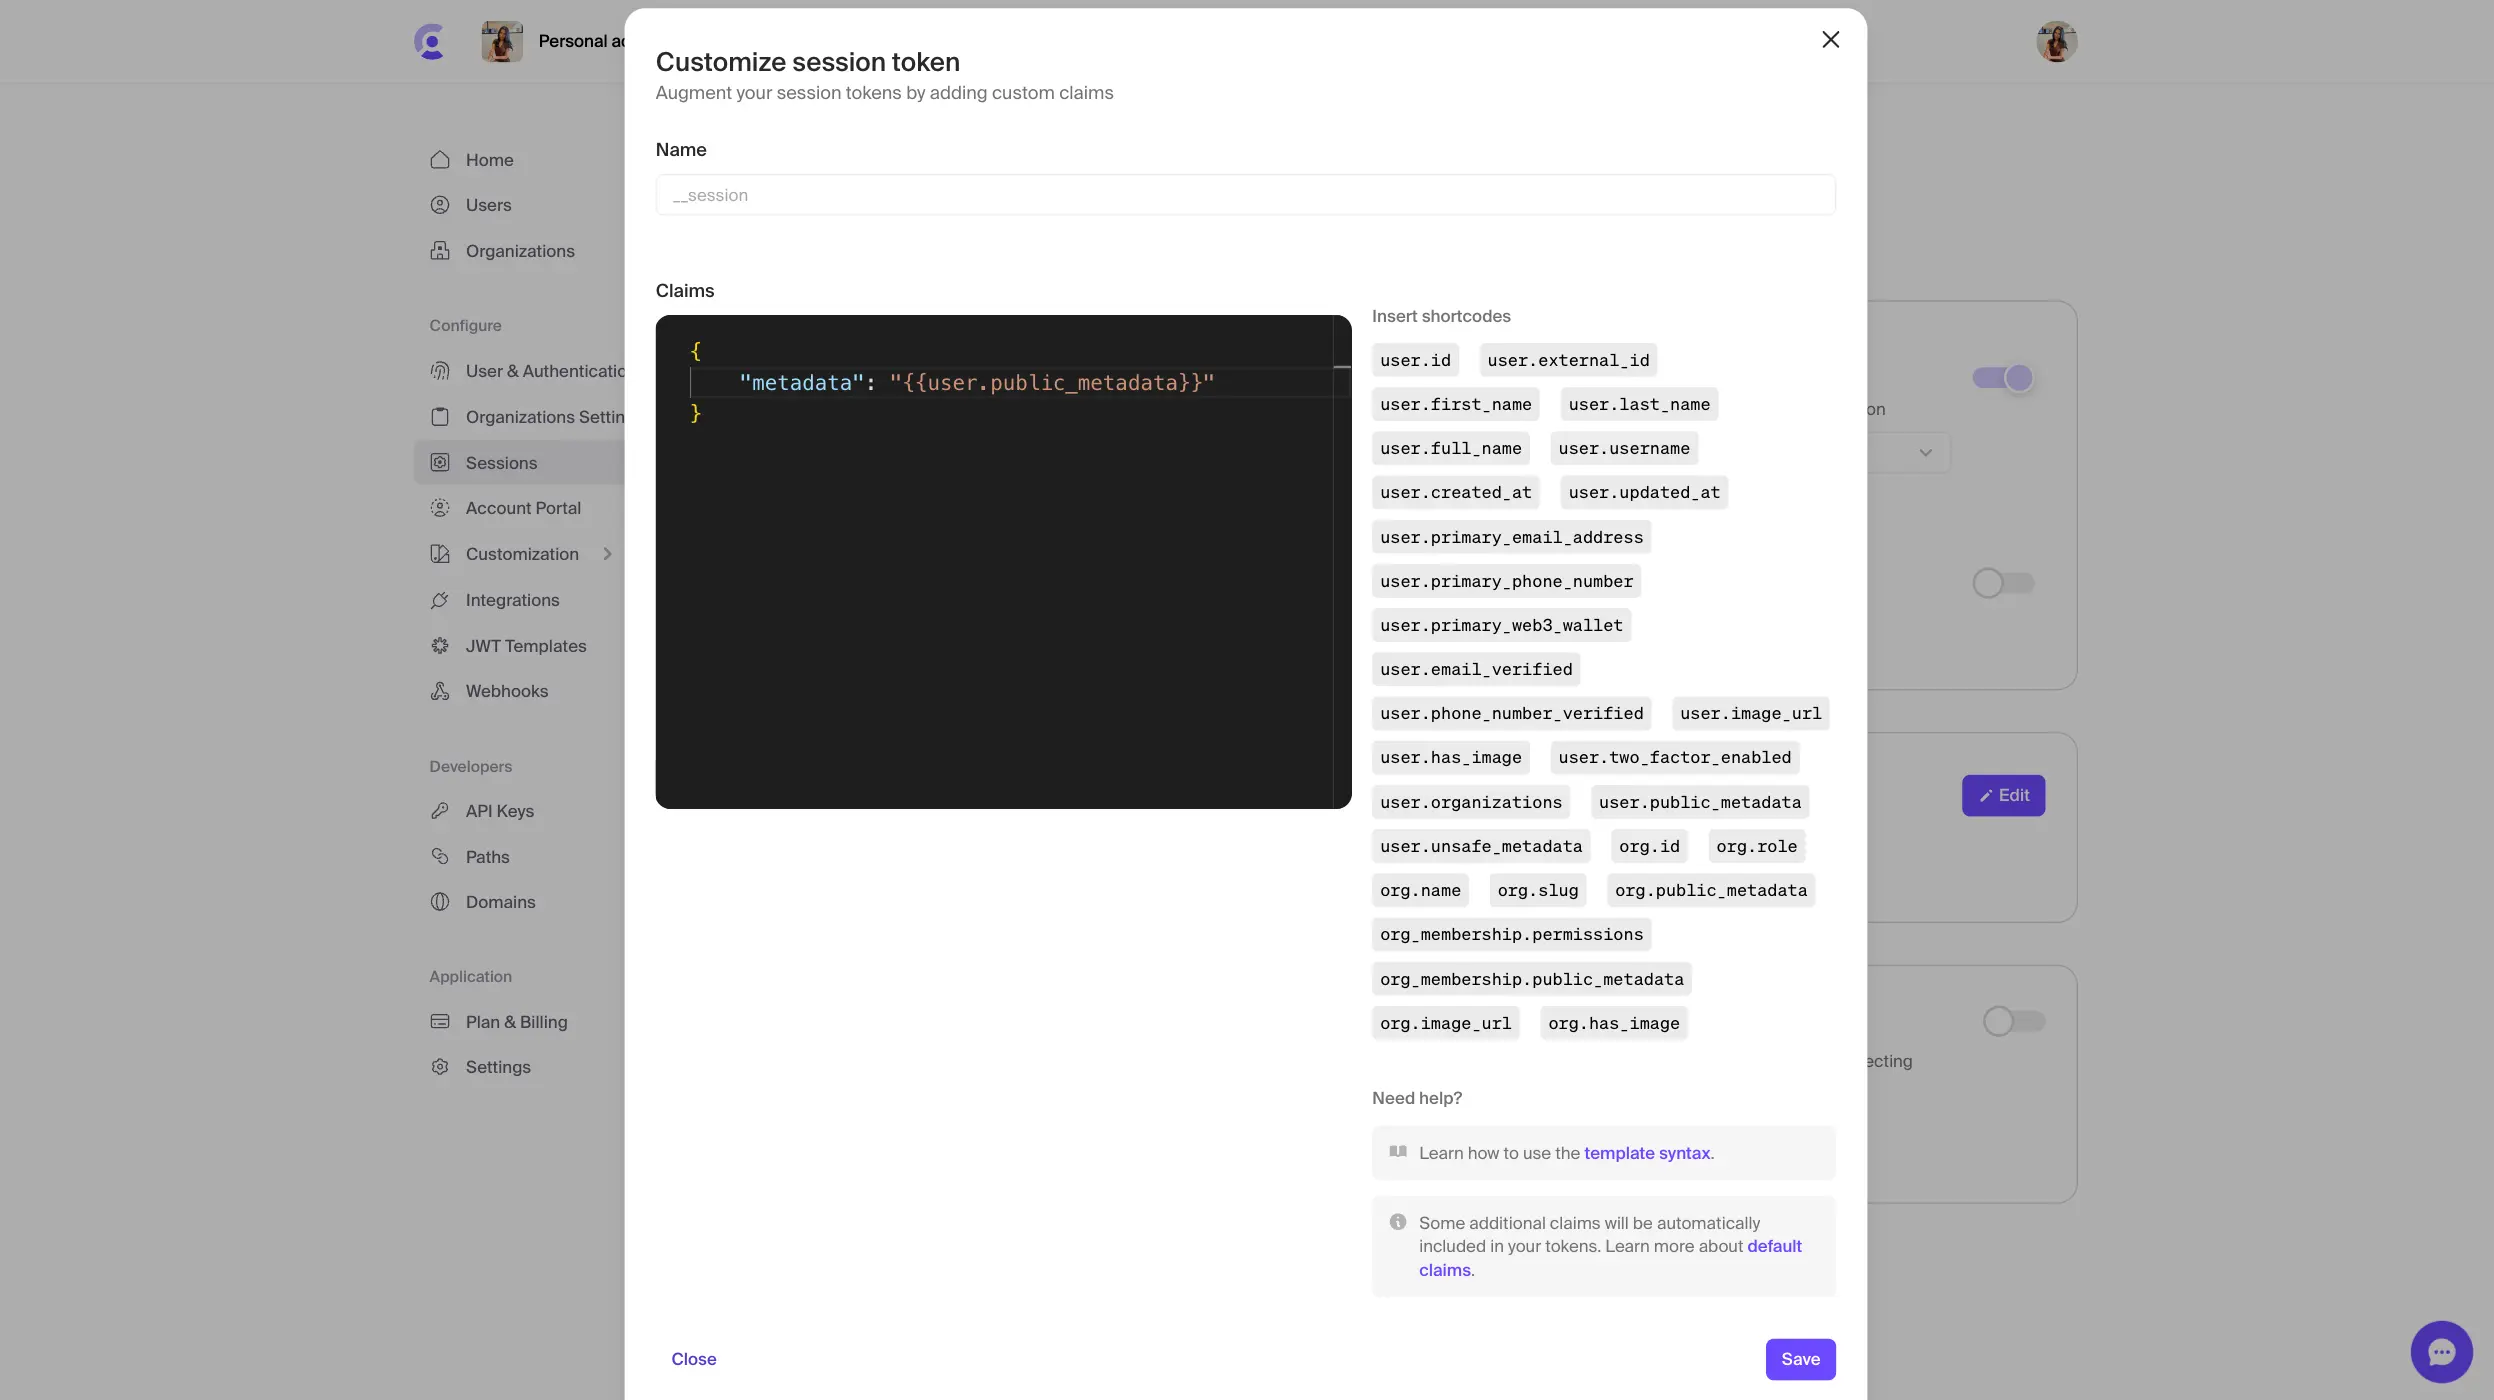 Personal ac
Home
Users
Organizations
Configure
User & Authenticatio
Organizations Settin
Sessions
Account Portal
Customization
Integrations
JWT Templates
Webhooks
Developers
API Keys
Paths
Domains
Application
Plan & Billing
Settings
Customize session token
Augment your session tokens by adding custom claims
Name
__session
Claims
{
"metadata": "{{user.public_metadata}}"
}
Insert shortcodes
user.id user.external_id
user.first_name user.last_name
user.full_name user.username
user.created_at user.updated_at
user.primary_email_address
user.primary_phone_number
user.primary_web3_wallet
user.email_verified
user.phone_number_verified user.image_url
user.has_image user.two_factor_enabled
user.organizations user.public_metadata
user.unsafe_metadata org.id org.role
org.name org.slug org.public_metadata
org_membership.permissions
org_membership.public_metadata
org.image_url org.has_image
Need help?
Learn how to use the template syntax.
Some additional claims will be automatically
included in your tokens. Learn more about default
claims.
Close
Save
on
Edit
ecting